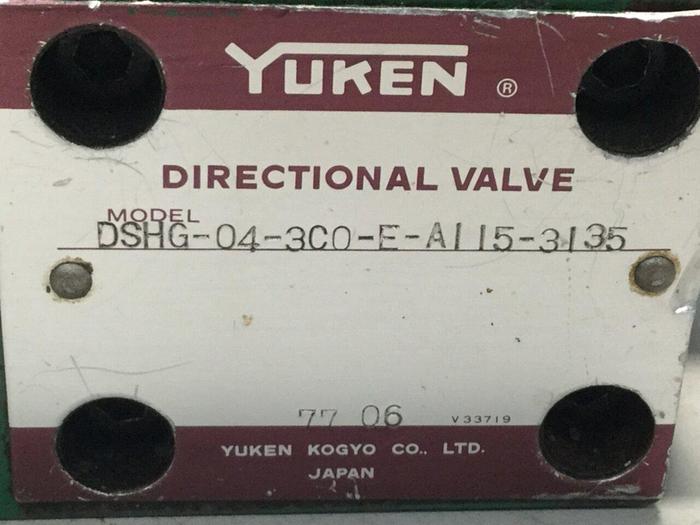 YUKEN ®
DIRECTIONAL VALVE
MODEL
DSHG-04-3C0-E-A115-3135
77 06 V33719
YUKEN KOGYO CO., LTD.
JAPAN